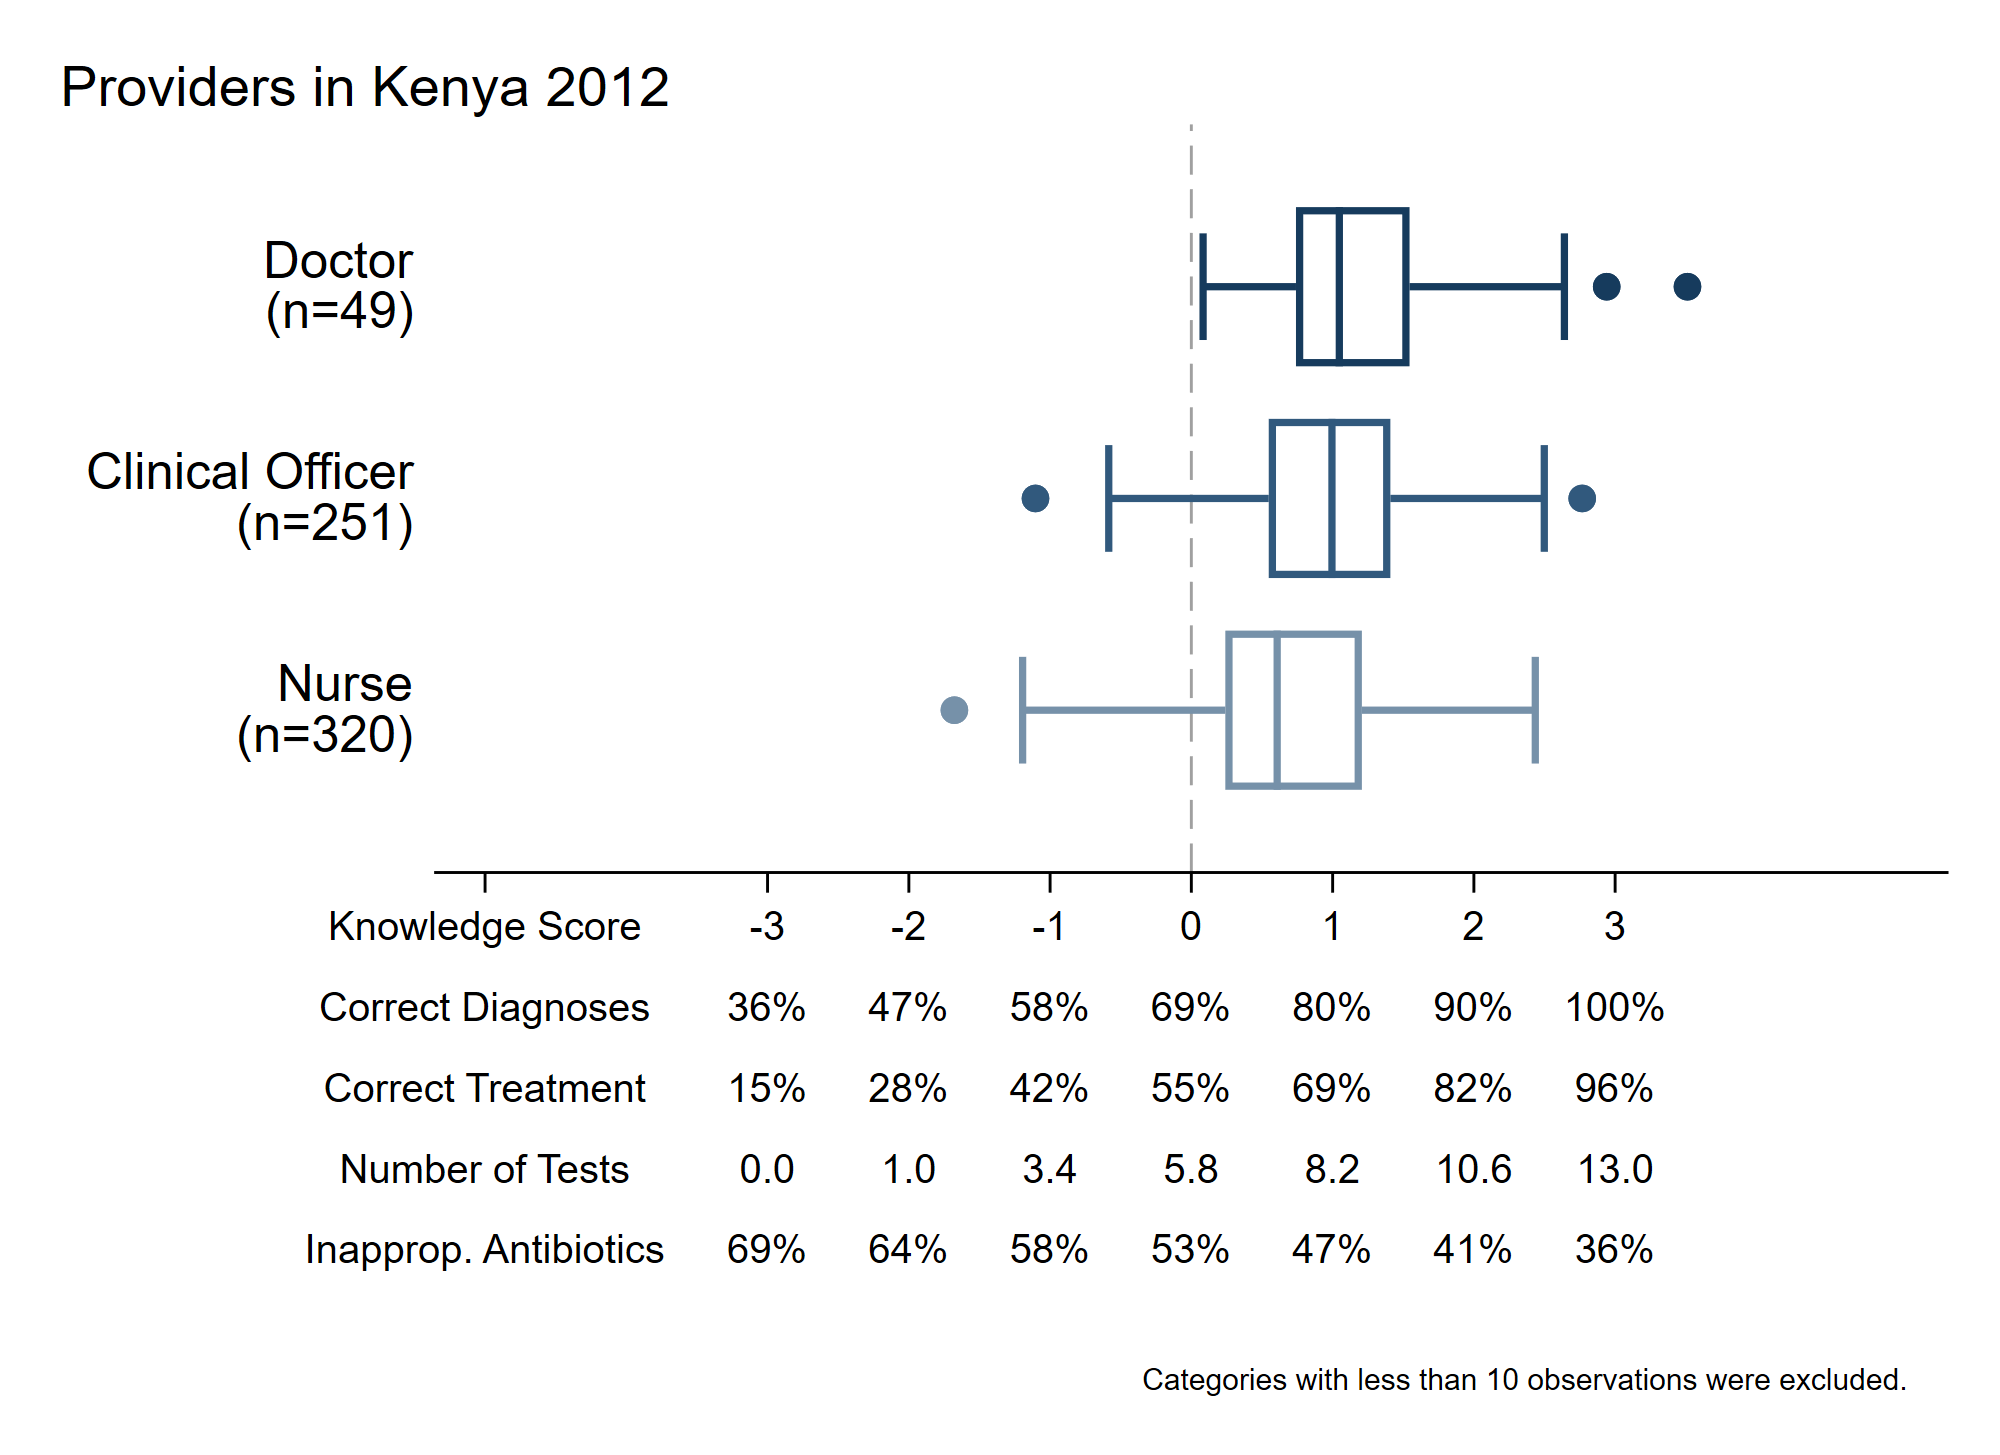 Providers in Kenya 2012
Doctor
(n=49)
Clinical Officer
(n=251)
Nurse
(n=320)
Knowledge Score -3 -2 -1 0 1 2 3
Correct Diagnoses 36% 47% 58% 69% 80% 90% 100%
Correct Treatment 15% 28% 42% 55% 69% 82% 96%
Number of Tests 0.0 1.0 3.4 5.8 8.2 10.6 13.0
Inapprop. Antibiotics 69% 64% 58% 53% 47% 41% 36%
Categories with less than 10 observations were excluded.